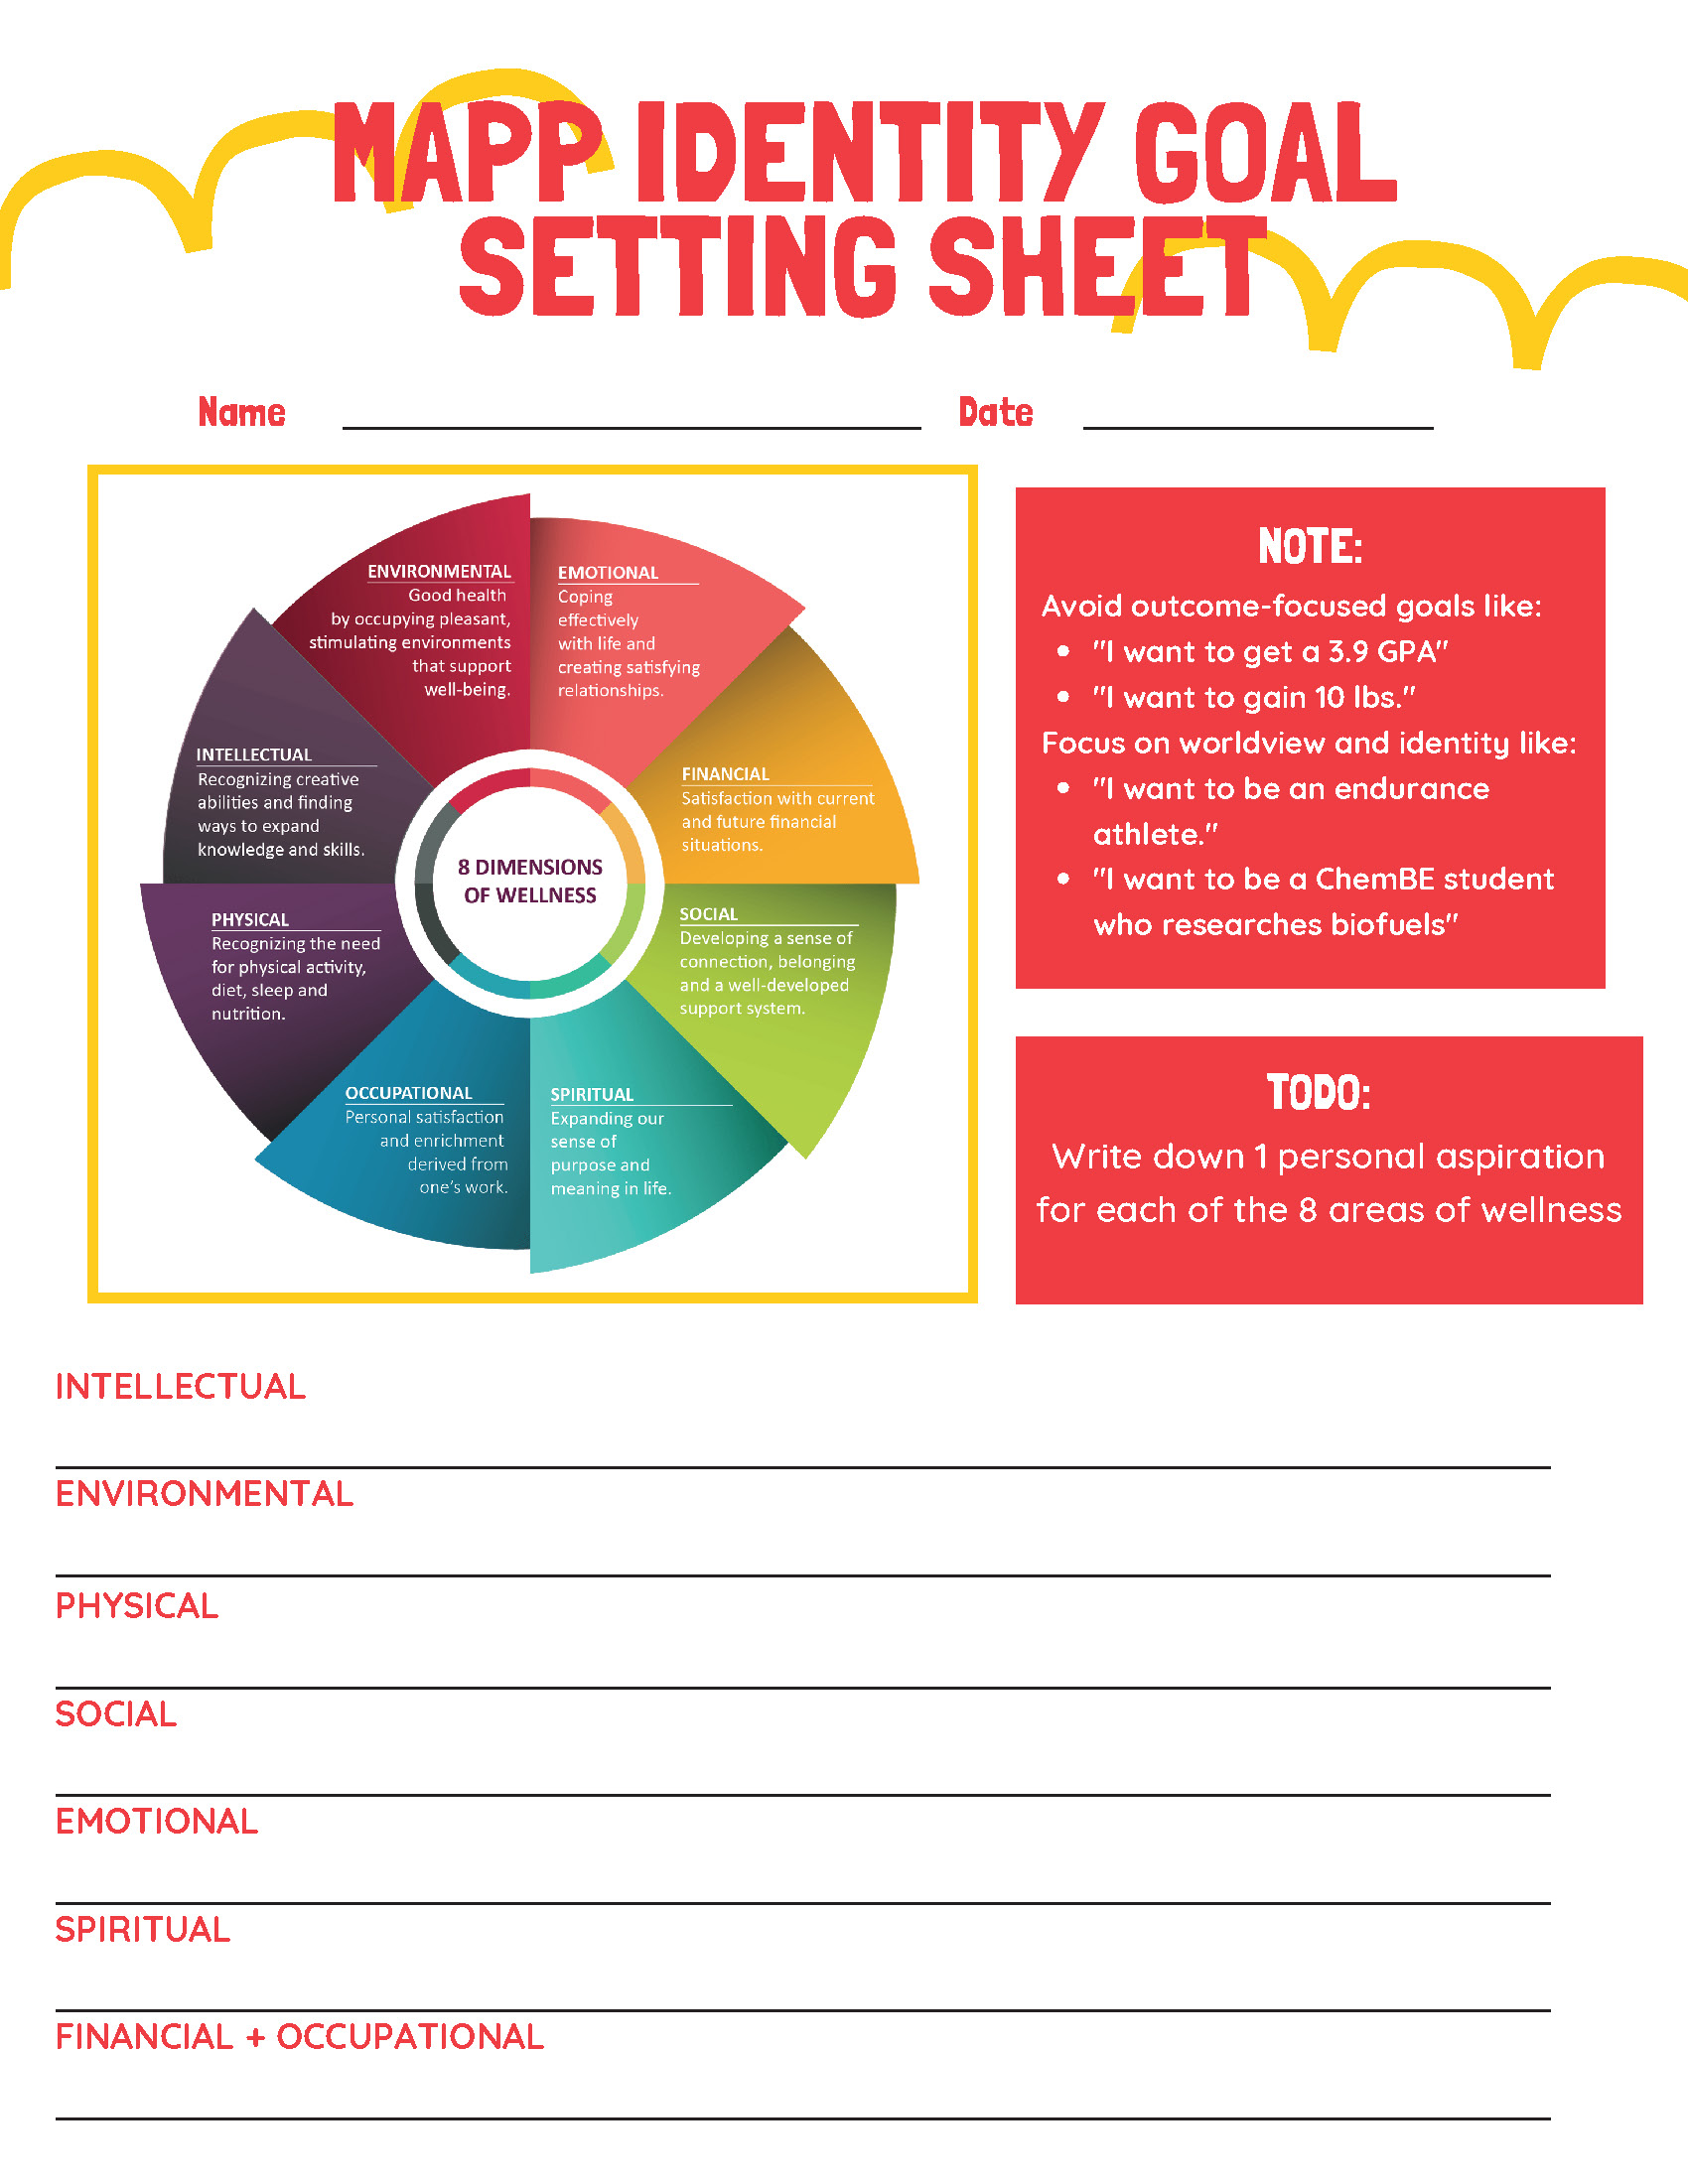 MAPP IDENTITY GOAL
SETTING SHEET
Name
Date
ENVIRONMENTAL
Good health
by occupying pleasant,
stimulating environments
that support
well-being.
EMOTIONAL
Coping
effectively
with life and
creating satisfying
relationships.
INTELLECTUAL
Recognizing creative
abilities and finding
ways to expand
knowledge and skills.
FINANCIAL
Satisfaction with current
and future financial
situations.
8 DIMENSIONS
OF WELLNESS
PHYSICAL
Recognizing the need
for physical activity,
diet, sleep and
nutrition.
SOCIAL
Developing a sense of
connection, belonging
and a well-developed
support system.
OCCUPATIONAL
Personal satisfaction
and enrichment
derived from
one's work.
SPIRITUAL
Expanding our
sense of
purpose and
meaning in life.
NOTE:
Avoid outcome-focused goals like:
• "I want to get a 3.9 GPA"
• "I want to gain 10 lbs."
Focus on worldview and identity like:
• "I want to be an endurance
athlete."
• "I want to be a ChemBE student
who researches biofuels"
TODO:
Write down 1 personal aspiration
for each of the 8 areas of wellness
INTELLECTUAL
ENVIRONMENTAL
PHYSICAL
SOCIAL
EMOTIONAL
SPIRITUAL
FINANCIAL + OCCUPATIONAL